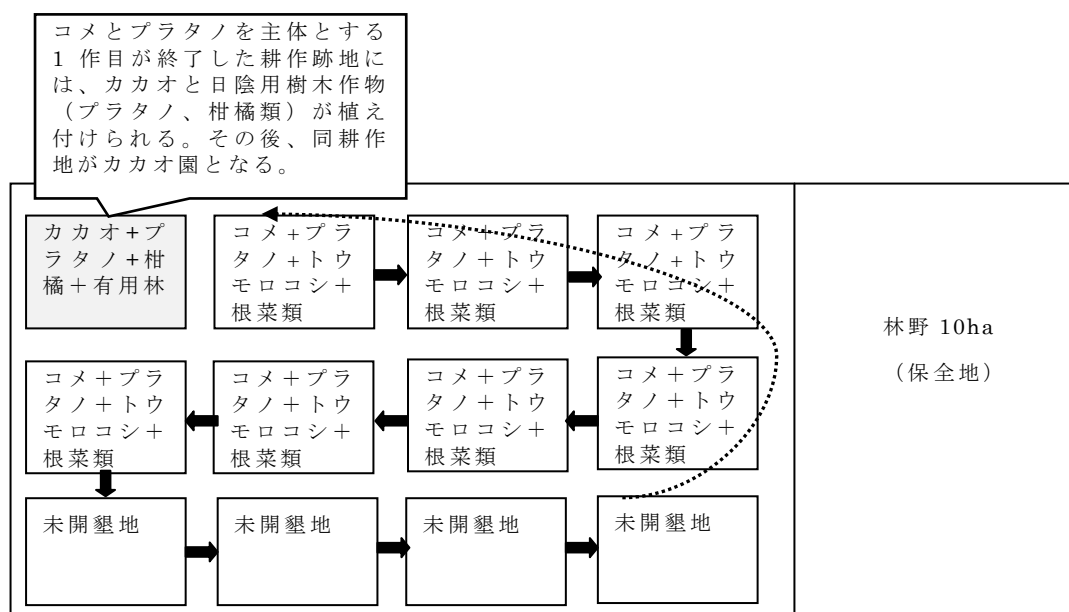 コメとプラタノを主体とする
1 作目が終了した耕作跡地に
は、カカオと日陰用樹木作物
（プラタノ、柑橘類）が植え
付けられる。その後、同耕作
地がカカオ園となる。
カカオ+プ
ラタノ+柑
橘＋有用林
コメ+プラ
タノ+トウ
モロコシ＋
根菜類
コメ+プラ
タノ＋トウ
モロコシ＋
根菜類
コメ+プラ
タノ+トウ
モロコシ＋
根菜類
林野 10ha
（保全地）
コメ＋プラ
タノ＋トウ
モロコシ＋
根菜類
コメ＋プラ
タノ＋トウ
モロコシ＋
根菜類
コメ＋プラ
タノ＋トウ
モロコシ＋
根菜類
コメ＋プラ
タノ＋トウ
モロコシ＋
根菜類
未開墾地
未開墾地
未開墾地
未開墾地